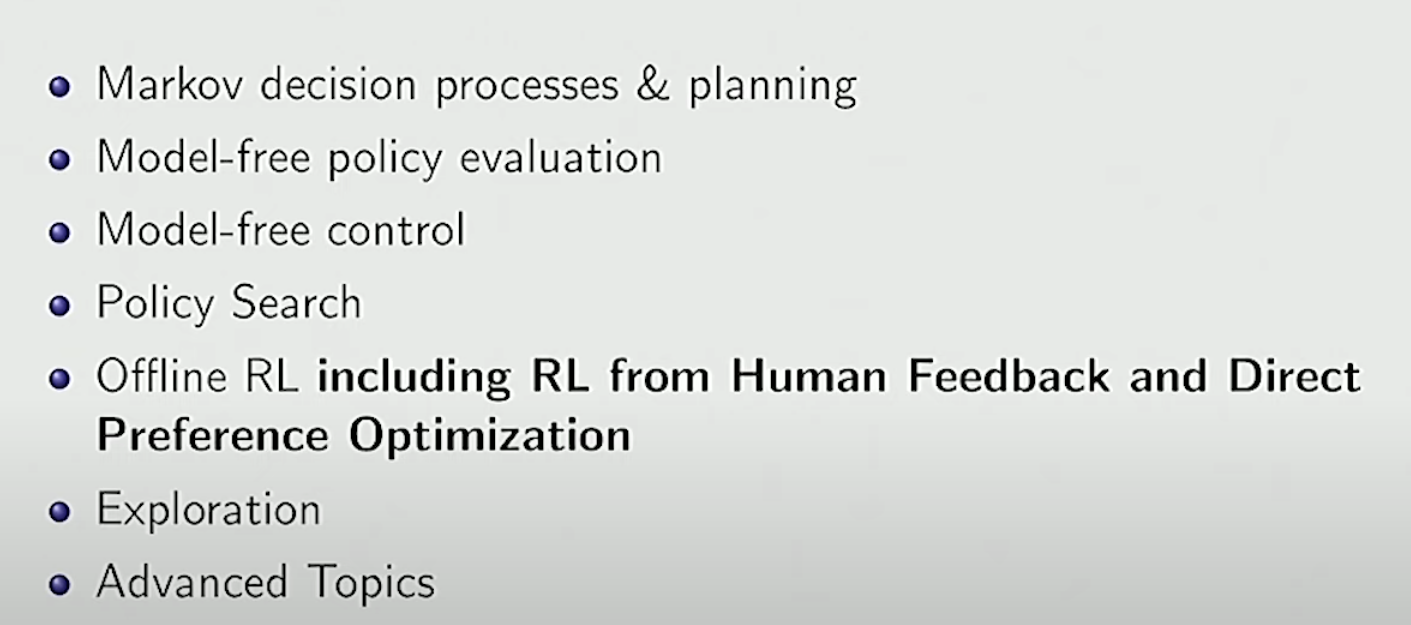 Markov decision processes & planning
Model-free policy evaluation
Model-free control
Policy Search
Offline RL including RL from Human Feedback and Direct
Preference Optimization
Exploration
Advanced Topics